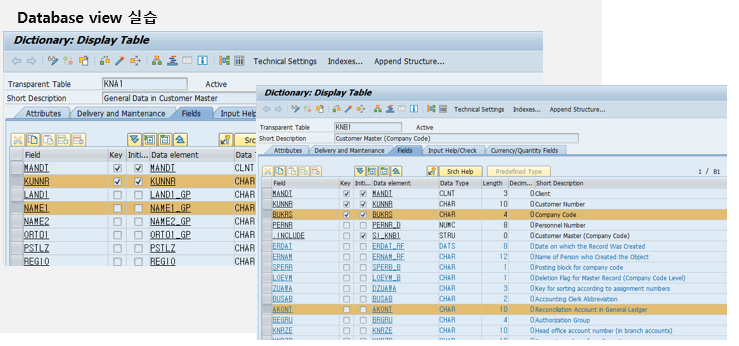 Database view 실습
Dictionary: Display Table
Technical Settings Indexes... Append Structure...
Transparent Table KNA1 Active
Short Description General Data in Customer Master
Attributes Delivery and Maintenance Fields Input Help
Srch
Field Key Initi... Data element Data T
MANDT MANDT CLNT
KUNNR KUNNR CHAR
LAND1 LAND1_GP CHAR
NAME1 NAME1_GP CHAR
NAME2 NAME2_GP CHAR
ORT01 ORT01_GP CHAR
PSTLZ PSTLZ CHAR
REGIO REGIO CHAR
Dictionary: Display Table
Technical Settings Indexes... Append Structure...
Transparent Table KNB1 Active
Short Description Customer Master (Company Code)
Attributes Delivery and Maintenance Fields Input Help/Check Currency/Quantity Fields
Srch Help Predefined Type 1 / 81
Field Key Initi... Data element Data Type Length Decim... Short Description
MANDT MANDT CLNT 3 0 Client
KUNNR KUNNR CHAR 10 0 Customer Number
BUKRS BUKRS CHAR 4 0 Company Code
PERNR PERNR_D NUMC 8 0 Personnel Number
.INCLUDE SI_KNB1 STRU 0 0 Customer Master (Company Code)
ERDAT ERDAT_RF DATS 8 0 Date on which the Record Was Created
ERNAM ERNAM_RF CHAR 12 0 Name of Person who Created the Object
SPERR SPERB_B CHAR 1 0 Posting block for company code
LOEVM LOEVM_B CHAR 1 0 Deletion Flag for Master Record (Company Code Level)
ZUAWA DZUAWA CHAR 3 0 Key for sorting according to assignment numbers
BUSAB BUSAB CHAR 2 0 Accounting Clerk Abbreviation
AKONT AKONT CHAR 10 0 Reconciliation Account in General Ledger
BEGRU BRGRU CHAR 4 0 Authorization Group
KNRZE KNRZE CHAR 10 0 Head office account number (in branch accounts)